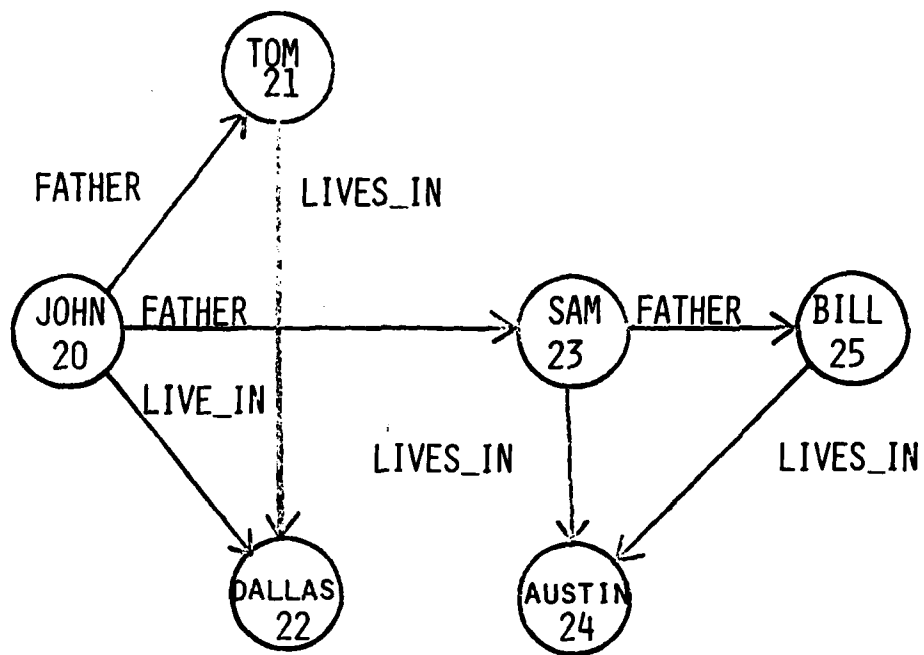 TOM
21
FATHER
LIVES_IN
JOHN
20
FATHER
SAM
23
FATHER
BILL
25
LIVE_IN
LIVES_IN
LIVES_IN
DALLAS
22
AUSTIN
24